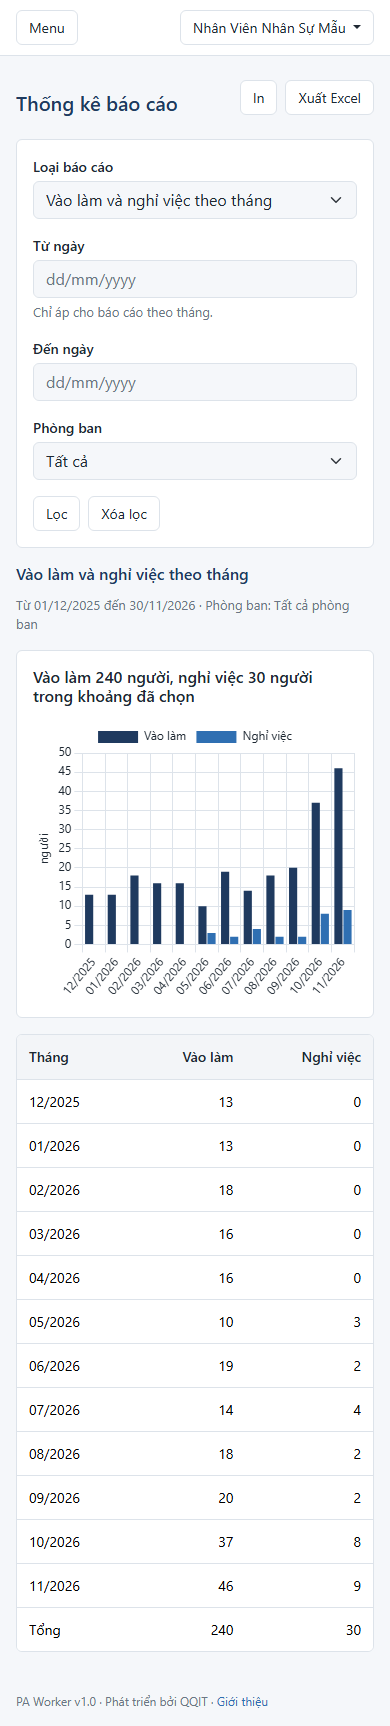 Menu
Nhân Viên Nhân Sự Mẫu
Thống kê báo cáo
In
Xuất Excel
Loại báo cáo
Vào làm và nghỉ việc theo tháng
Từ ngày
dd/mm/yyyy
Chỉ áp cho báo cáo theo tháng.
Đến ngày
dd/mm/yyyy
Phòng ban
Tất cả
Lọc
Xóa lọc
Vào làm và nghỉ việc theo tháng
Từ 01/12/2025 đến 30/11/2026 · Phòng ban: Tất cả phòng
ban
Vào làm 240 người, nghỉ việc 30 người
trong khoảng đã chọn
Vào làm
Nghỉ việc
50
45
40
35
30
25
20
15
10
5
0
người
12/2025
01/2026
02/2026
03/2026
04/2026
05/2026
06/2026
07/2026
08/2026
09/2026
10/2026
11/2026
Tháng Vào làm Nghỉ việc
12/2025 13 0
01/2026 13 0
02/2026 18 0
03/2026 16 0
04/2026 16 0
05/2026 10 3
06/2026 19 2
07/2026 14 4
08/2026 18 2
09/2026 20 2
10/2026 37 8
11/2026 46 9
Tổng 240 30
PA Worker v1.0 · Phát triển bởi QQIT · Giới thiệu